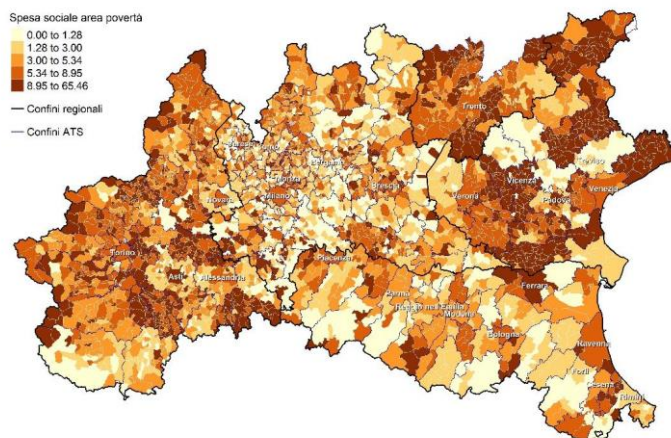 Spesa sociale area povertà
0.00 to 1.28
1.28 to 3.00
3.00 to 5.34
5.34 to 8.95
8.95 to 65.46
Confini regionali
Confini ATS
Trento
Varese
Como
Bergamo
Monza
Milano
Brescia
Novara
Verona
Vicenza
Treviso
Padova
Venezia
Torino
Asti
Alessandria
Piacenza
Parma
Reggio nell'Emilia
Modena
Bologna
Ferrara
Ravenna
Forlì
Cesena
Rimini